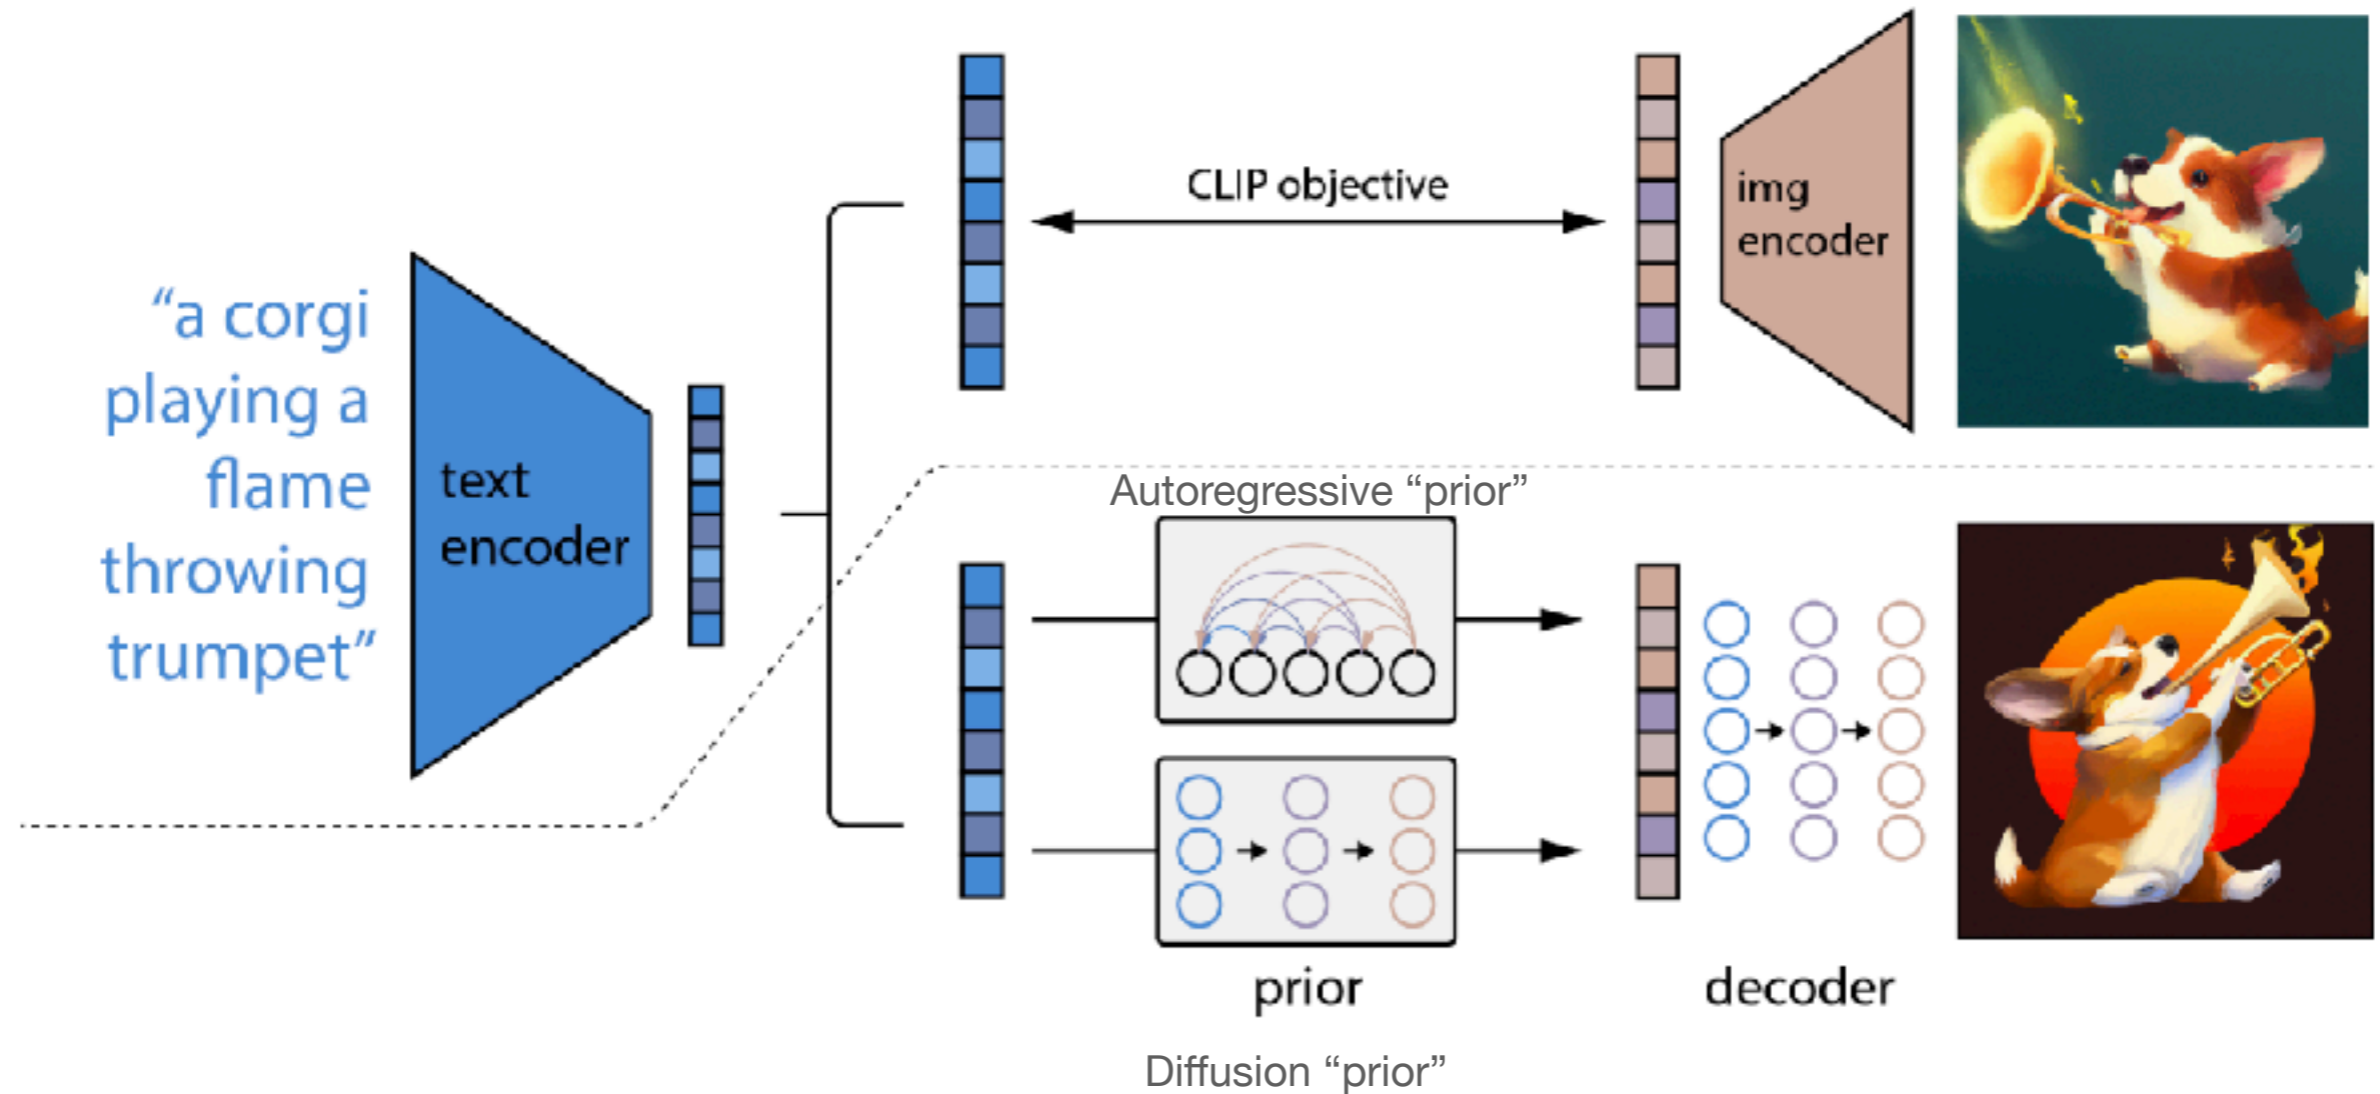 “a corgi
playing a
flame
throwing
trumpet”
text
encoder
CLIP objective
img
encoder
Autoregressive “prior”
prior
decoder
Diffusion “prior”